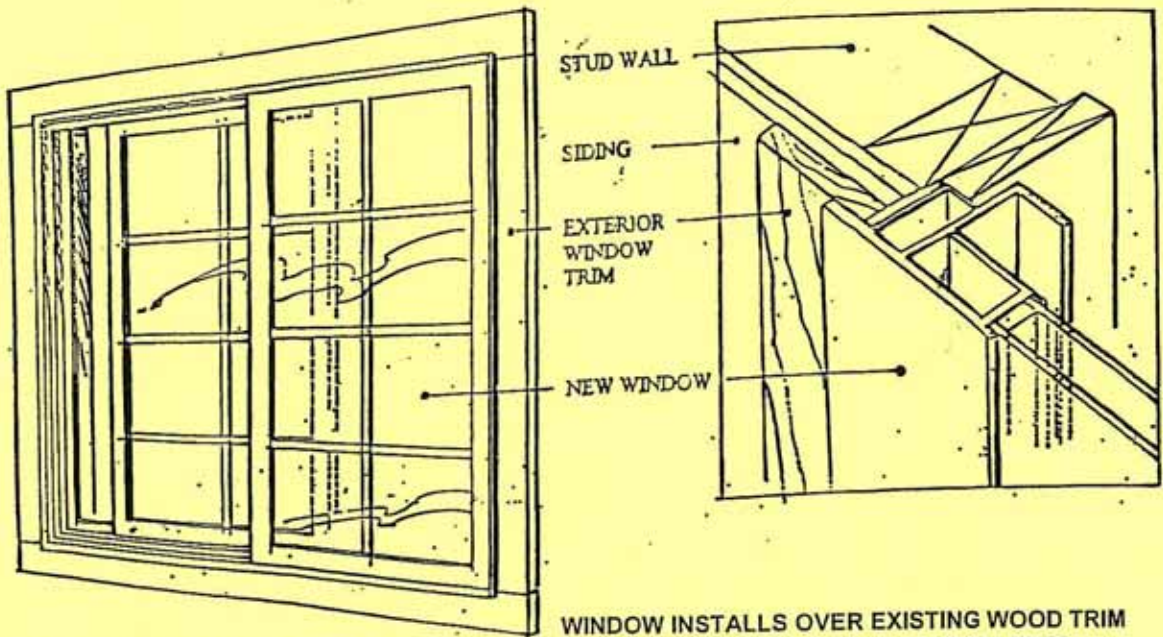 STUD WALL
SIDING
EXTERIOR
WINDOW
TRIM
NEW WINDOW
WINDOW INSTALLS OVER EXISTING WOOD TRIM